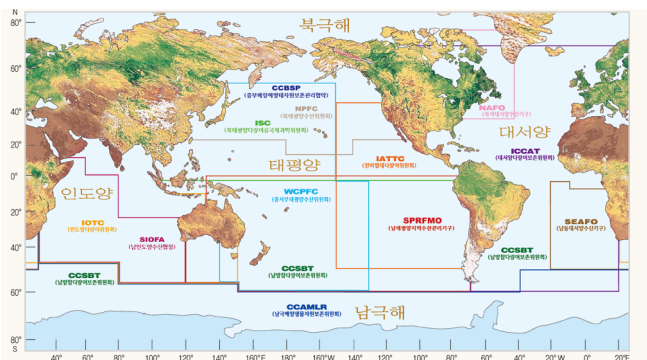 N
80°
60°
40°
20°
0°
20°
40°
60°
80°
S
북극해
CCBSP
(중부베링해명태자원보존관리협약)
NPFC
(북태평양수산위원회)
ISC
(북태평양다랑어국제과학위원회)
NAFO
(북서대서양수산기구)
대서양
ICCAT
(대서양다랑어보존위원회)
태평양
IATTC
(전미열대다랑어위원회)
인도양
WCPFC
(중서부태평양수산위원회)
IOTC
(인도양다랑어위원회)
SPRFMO
(남태평양지역수산관리기구)
SEAFO
(남동대서양수산기구)
SIOFA
(남인도양수산협정)
CCSBT
(남방참다랑어보존위원회)
CCSBT
(남방참다랑어보존위원회)
CCSBT
(남방참다랑어보존위원회)
CCAMLR
(남극해양생물자원보존위원회)
남극해
40° 60° 80° 100° 120° 140° 160°E 180° 160°W 140° 120° 100° 80° 60° 40° 20°W 0° 20°E